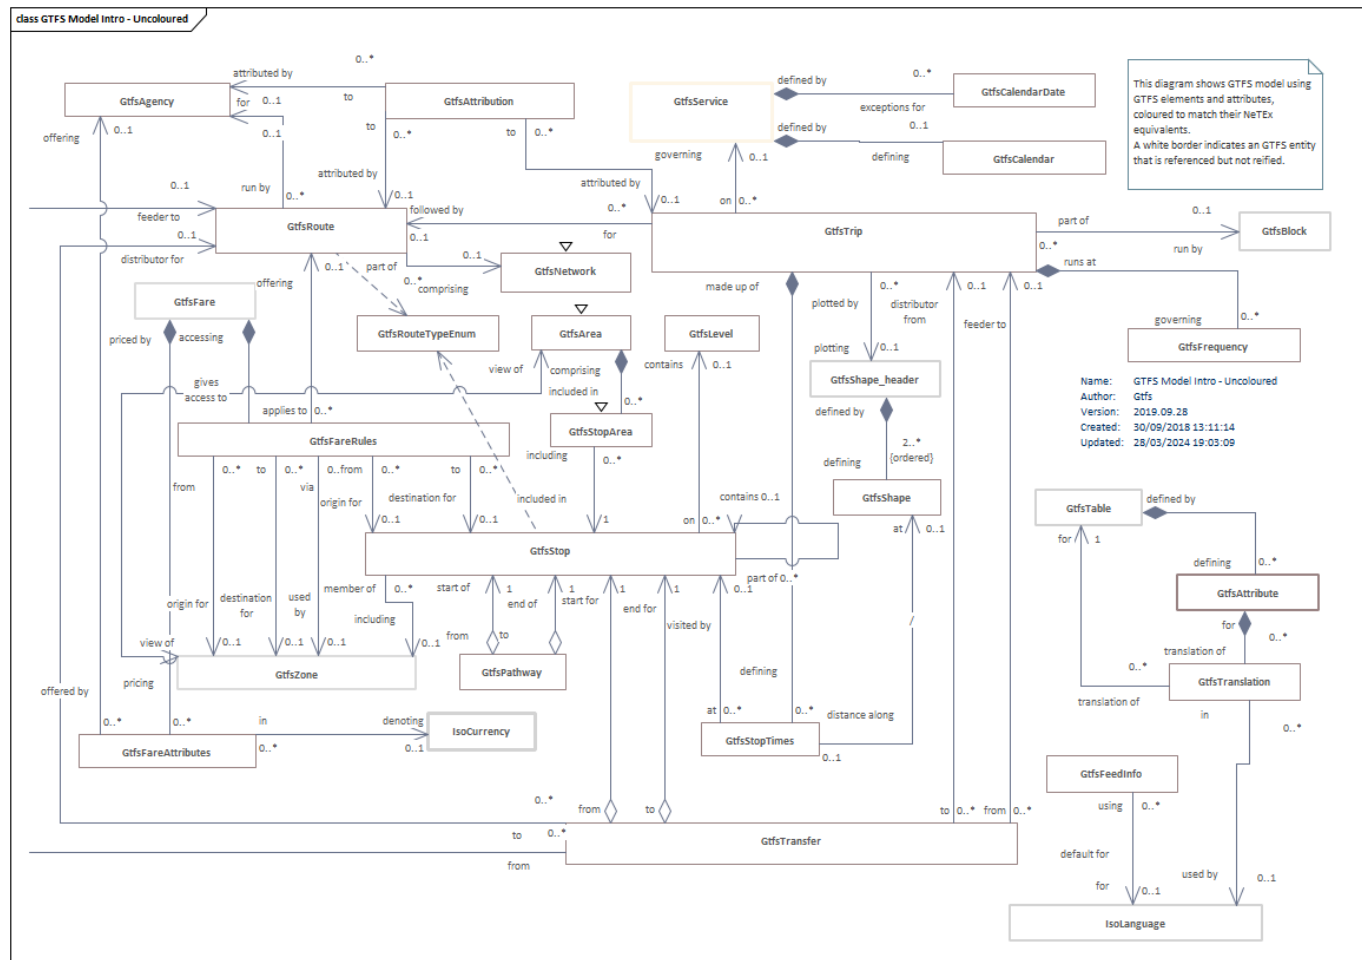 class GTFS Model Intro - Uncoloured
0..*
attributed by
GtfsAgency
GtfsAttribution
for
0..1
to
offering
0..1
0..1
to
0..*
to
attributed by
run by
0..*
0..1
0..1
feeder to
0..1
distributor for
GtfsRoute
followed by
0..*
0..1
for
GtfsService
defined by
0..*
GtfsCalendarDate
exceptions for
defined by
0..1
defining
GtfsCalendar
governing
0..1
attributed by
0..1
on
0..*
This diagram shows GTFS model using
GTFS elements and attributes,
coloured to match their NeTEx
equivalents.
A white border indicates an GTFS entity
that is referenced but not reified.
GtfsTrip
part of
0..1
GtfsBlock
run by
0..*
runs at
0..1
0..*
governing
GtfsFrequency
offering
0..1
part of
0..*
comprising
0..1
GtfsNetwork
GtfsFare
priced by
accessing
GtfsRouteTypeEnum
GtfsArea
GtfsLevel
view of
comprising
included in
0..*
contains
0..1
made up of
plotted by
0..*
distributor
from
0..1
feeder to
0..1
plotting
GtfsShape_header
defined by
2..*
{ordered}
defining
GtfsShape
at
0..1
gives
access to
applies to
0..*
GtfsFareRules
GtfsStopArea
including
0..*
Name: GTFS Model Intro - Uncoloured
Author: Gtfs
Version: 2019.09.28
Created: 30/09/2018 13:11:14
Updated: 28/03/2024 19:03:09
from
0..*
to
0..*
via
0..from
0..*
to
0..*
origin for
0..1
destination for
0..1
included in
1
on
0..*
contains 0..1
GtfsStop
GtfsTable
defined by
for
1
defining
0..*
GtfsAttribute
for
0..*
translation of
0..*
GtfsTranslation
translation of
in
0..*
origin for
destination
for
used
by
member of
0..*
including
0..1
0..1
0..1
0..1
start of
1
end of
1
start for
1
end for
1
visited by
0..1
part of
0..*
from
to
GtfsPathway
view of
GtfsZone
defining
/
offered by
pricing
0..*
0..*
in
denoting
IsoCurrency
GtfsFareAttributes
0..*
0..1
at
0..*
0..*
distance along
GtfsStopTimes
0..1
0..*
to
0..*
from
from
to
to
0..*
from
0..*
GtfsTransfer
GtfsFeedInfo
using
0..*
default for
for
0..1
used by
0..1
IsoLanguage